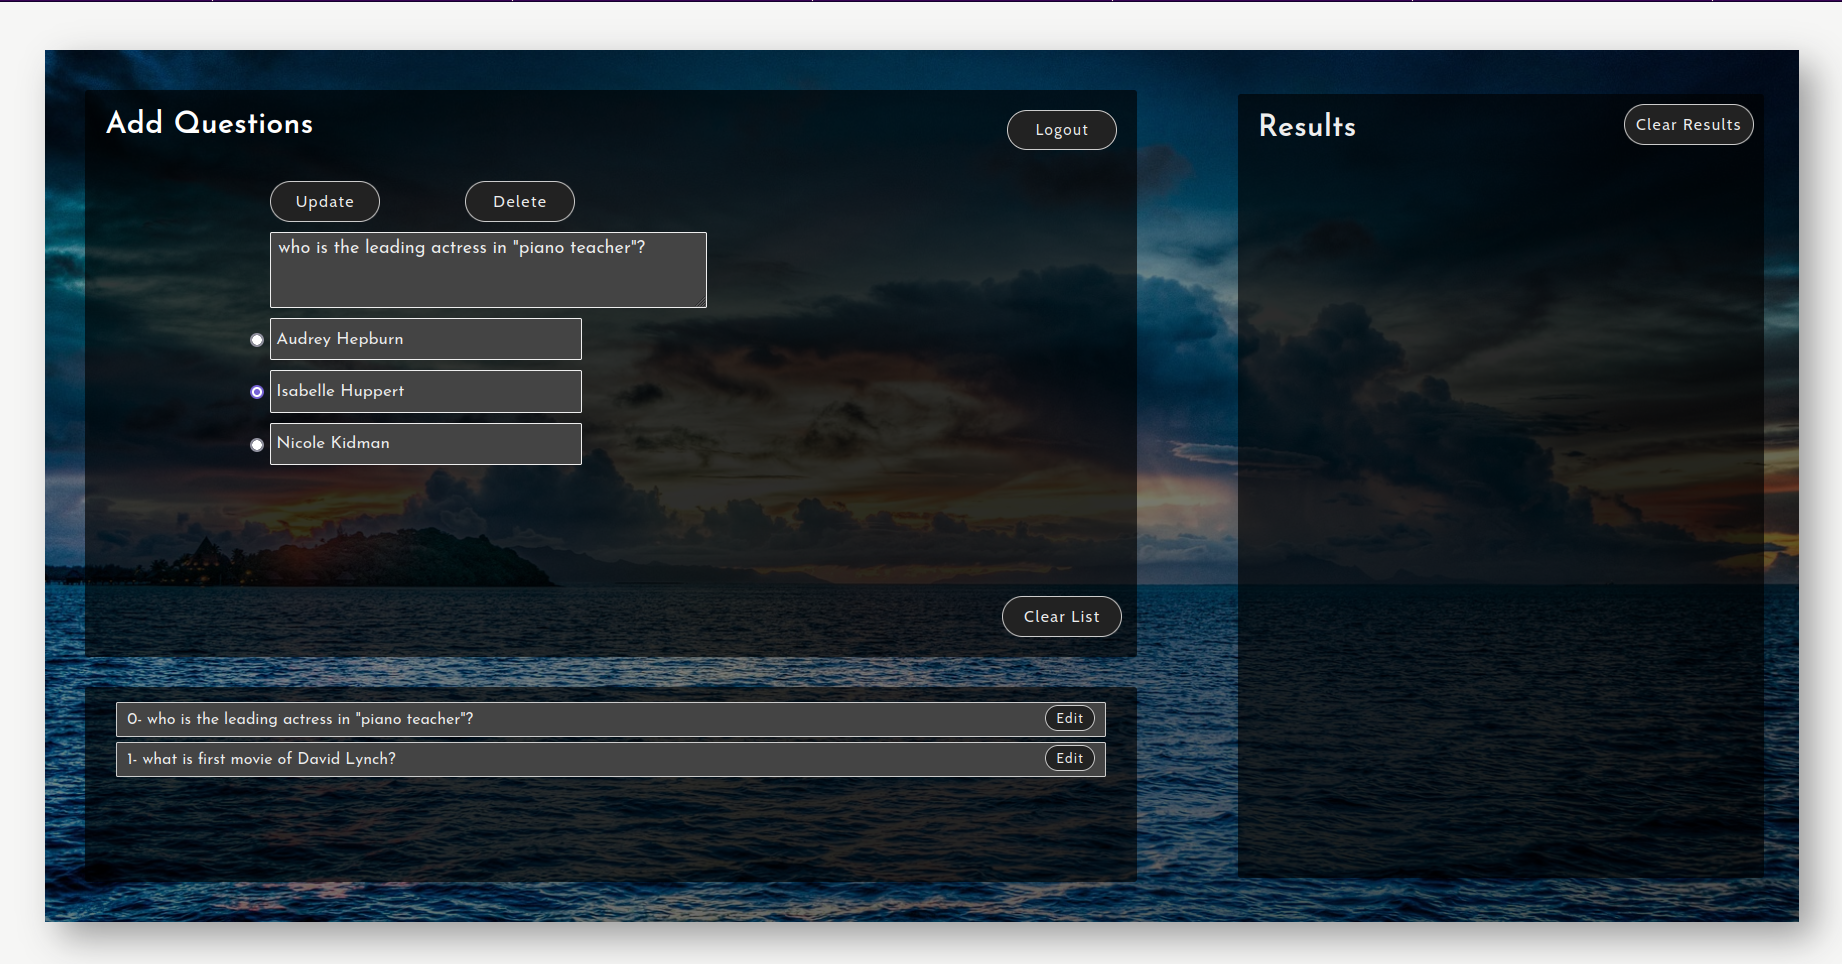 Add Questions
Logout
Update
Delete
who is the leading actress in "piano teacher"?
Audrey Hepburn
Isabelle Huppert
Nicole Kidman
Clear List
0- who is the leading actress in "piano teacher"?
Edit
1- what is first movie of David Lynch?
Edit
Results
Clear Results